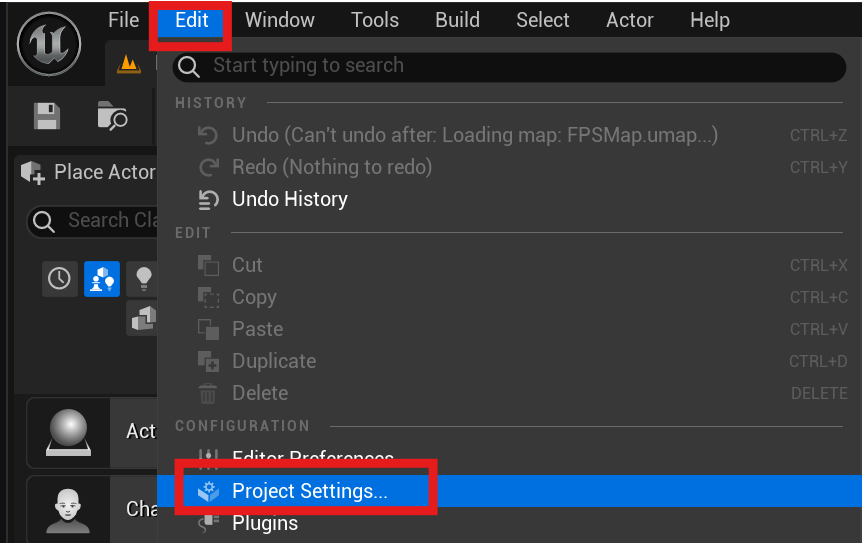 File Edit Window Tools Build Select Actor Help
Start typing to search
HISTORY
Undo (Can't undo after: Loading map: FPSMap.umap...) CTRL+Z
Redo (Nothing to redo) CTRL+Y
Place Actor
Undo History
Search Cla
EDIT
Cut CTRL+X
Copy CTRL+C
Paste CTRL+V
Duplicate CTRL+D
Delete DELETE
CONFIGURATION
Act
Editor Preferences
Project Settings...
Cha
Plugins